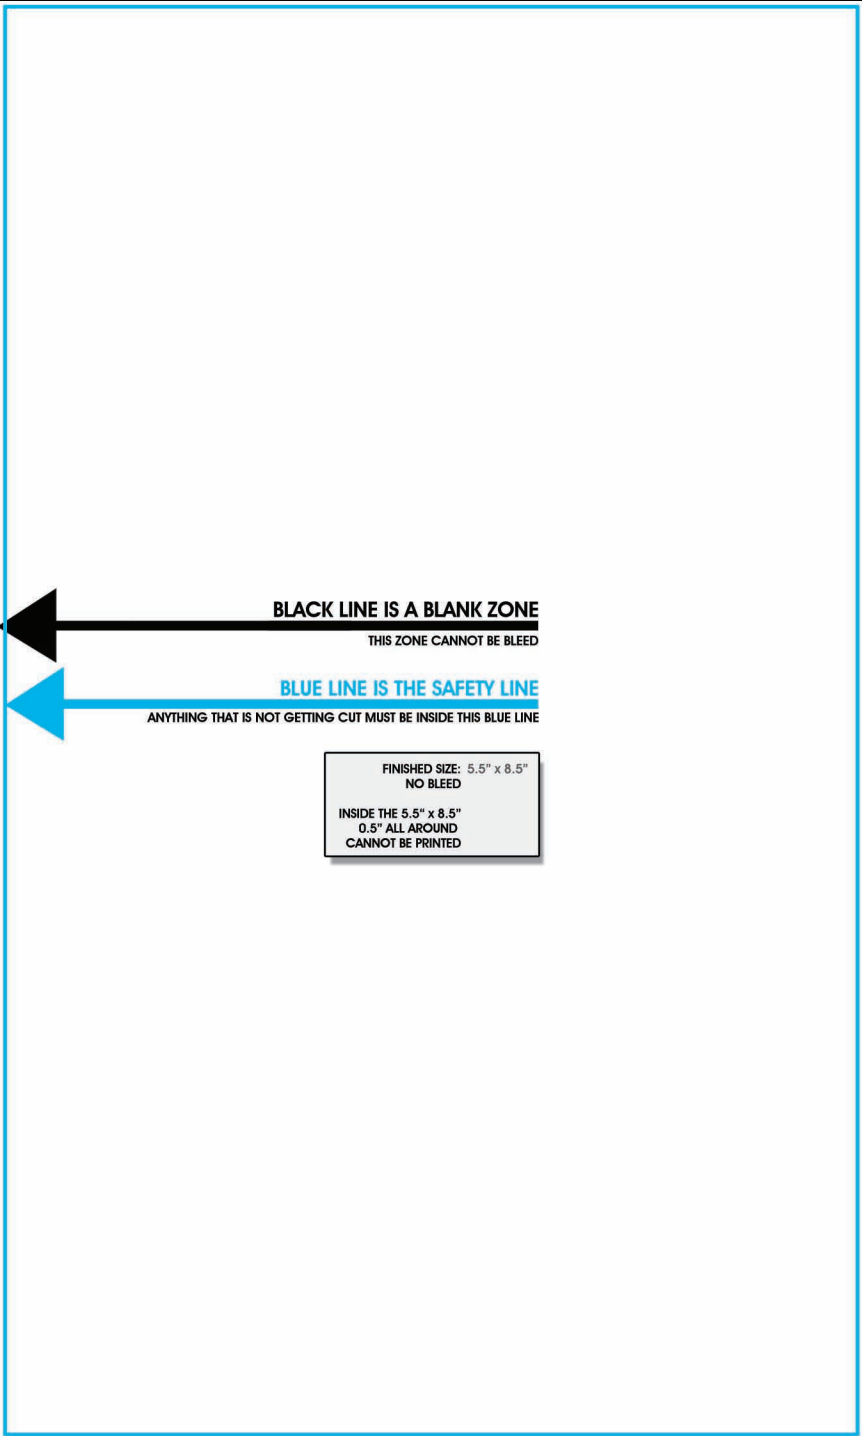 BLACK LINE IS A BLANK ZONE
THIS ZONE CANNOT BE BLEED
BLUE LINE IS THE SAFETY LINE
ANYTHING THAT IS NOT GETTING CUT MUST BE INSIDE THIS BLUE LINE
FINISHED SIZE: 5.5” x 8.5”
NO BLEED
INSIDE THE 5.5“ x 8.5”
0.5” ALL AROUND
CANNOT BE PRINTED